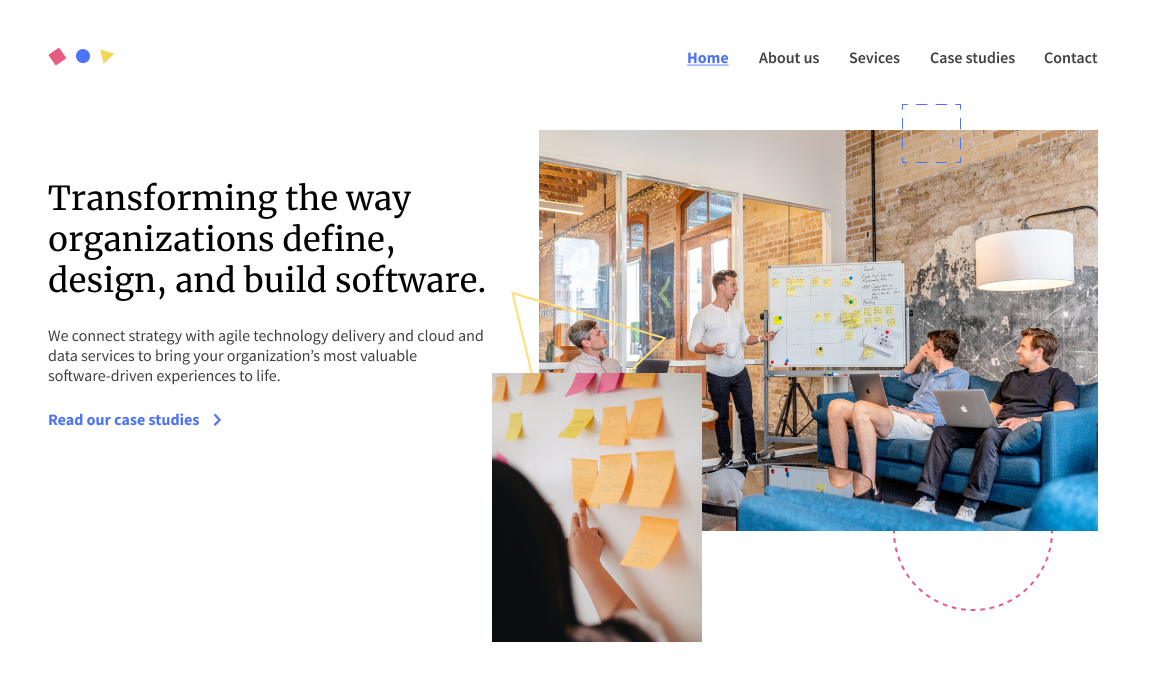 Home About us Sevices Case studies Contact
Transforming the way
organizations define,
design, and build software.
We connect strategy with agile technology delivery and cloud and
data services to bring your organization’s most valuable
software-driven experiences to life.
Read our case studies